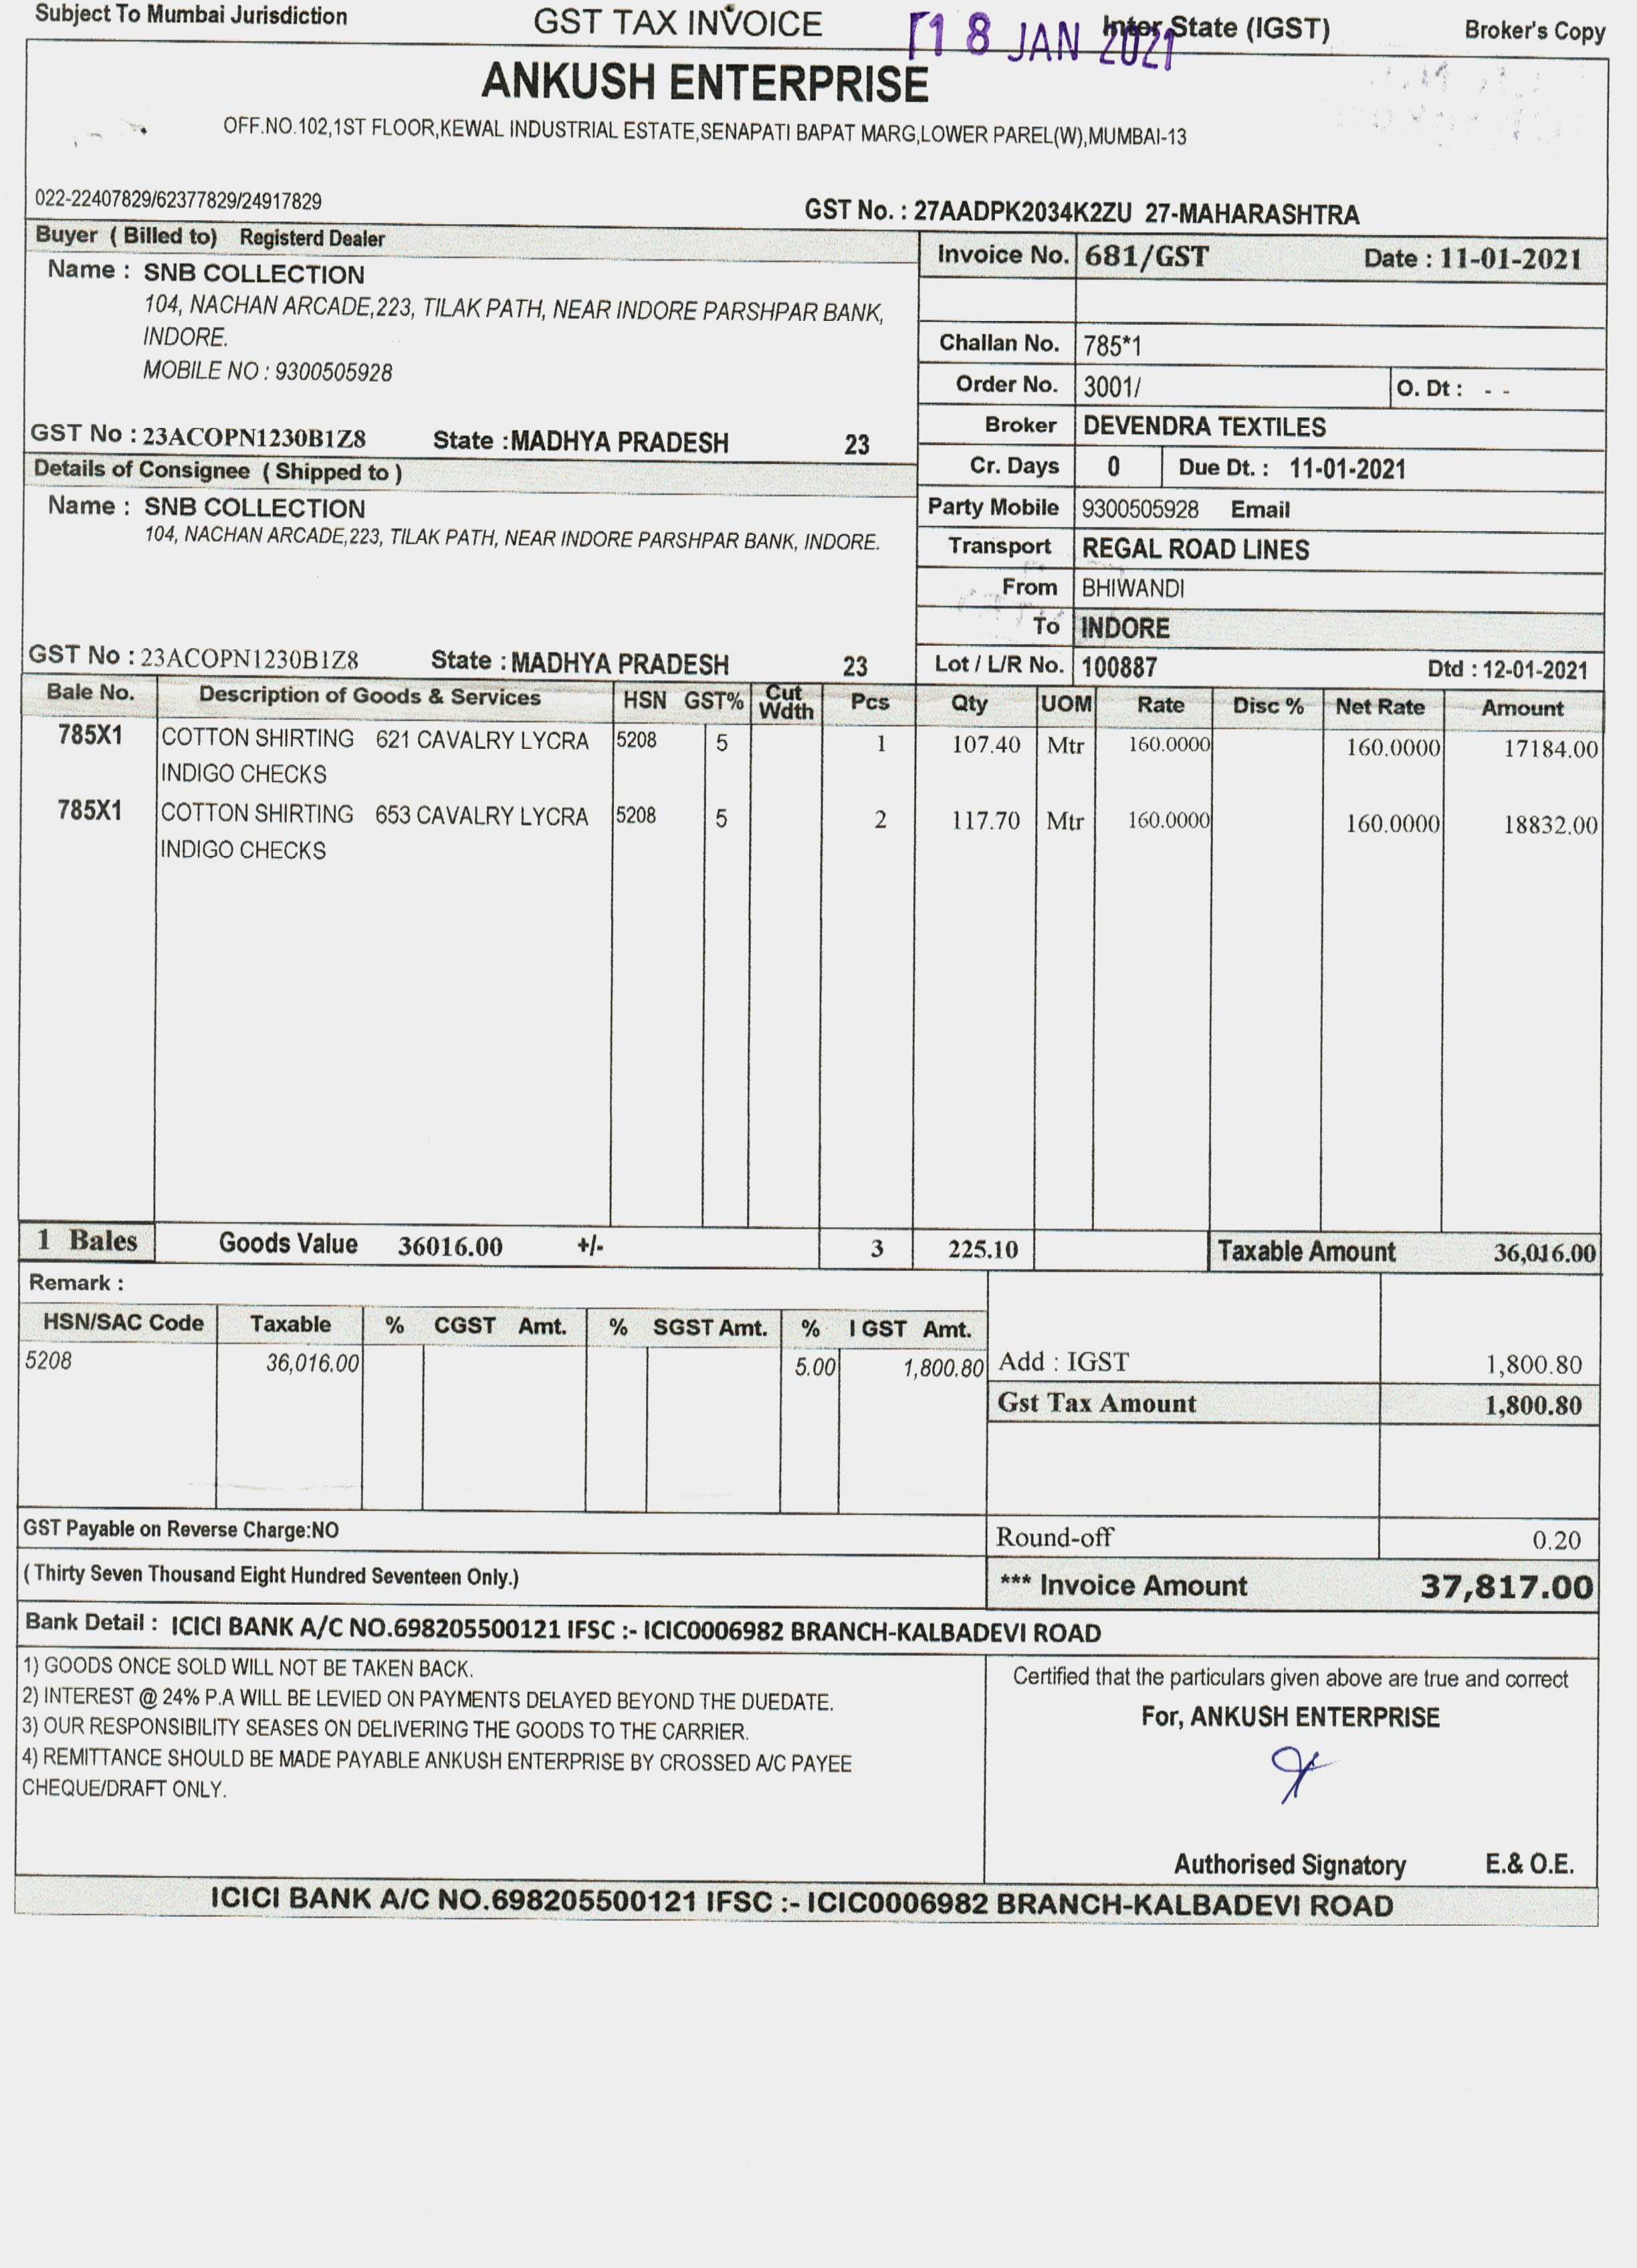 Subject To Mumbai Jurisdiction GST TAX INVOICE 18 JAN 2021 Inter State (IGST) Broker's Copy
ANKUSH ENTERPRISE
OFF.NO.102,1ST FLOOR,KEWAL INDUSTRIAL ESTATE,SENAPATI BAPAT MARG,LOWER PAREL(W),MUMBAI-13
022-22407829/62377829/24917829
GST No. : 27AADPK2034K2ZU 27-MAHARASHTRA
Buyer ( Billed to) Registerd Dealer
Name : SNB COLLECTION
104, NACHAN ARCADE,223, TILAK PATH, NEAR INDORE PARSHPAR BANK,
INDORE.
MOBILE NO : 9300505928
GST No : 23ACOPN1230B1Z8 State : MADHYA PRADESH 23
Details of Consignee ( Shipped to )
Name : SNB COLLECTION
104, NACHAN ARCADE,223, TILAK PATH, NEAR INDORE PARSHPAR BANK, INDORE.
GST No : 23ACOPN1230B1Z8 State : MADHYA PRADESH 23
Invoice No. 681/GST Date : 11-01-2021
Challan No. 785*1
Order No. 3001/ O. Dt : - -
Broker DEVENDRA TEXTILES
Cr. Days 0 Due Dt. : 11-01-2021
Party Mobile 9300505928 Email
Transport REGAL ROAD LINES
From BHIWANDI
To INDORE
Lot / L/R No. 100887 Dtd : 12-01-2021
Bale No. Description of Goods & Services HSN GST% Cut Wdth Pcs Qty UOM Rate Disc % Net Rate Amount
785X1 COTTON SHIRTING 621 CAVALRY LYCRA 5208 5 1 107.40 Mtr 160.0000 160.0000 17184.00
INDIGO CHECKS
785X1 COTTON SHIRTING 653 CAVALRY LYCRA 5208 5 2 117.70 Mtr 160.0000 160.0000 18832.00
INDIGO CHECKS
1 Bales Goods Value 36016.00 +/- 3 225.10 Taxable Amount 36,016.00
Remark :
HSN/SAC Code Taxable % CGST Amt. % SGST Amt. % I GST Amt.
5208 36,016.00 5.00 1,800.80
Add : IGST 1,800.80
Gst Tax Amount 1,800.80
GST Payable on Reverse Charge:NO
Round-off 0.20
( Thirty Seven Thousand Eight Hundred Seventeen Only.)
*** Invoice Amount 37,817.00
Bank Detail : ICICI BANK A/C NO.698205500121 IFSC :- ICIC0006982 BRANCH-KALBADEVI ROAD
1) GOODS ONCE SOLD WILL NOT BE TAKEN BACK.
2) INTEREST @ 24% P.A WILL BE LEVIED ON PAYMENTS DELAYED BEYOND THE DUEDATE.
3) OUR RESPONSIBILITY SEASES ON DELIVERING THE GOODS TO THE CARRIER.
4) REMITTANCE SHOULD BE MADE PAYABLE ANKUSH ENTERPRISE BY CROSSED A/C PAYEE
CHEQUE/DRAFT ONLY.
Certified that the particulars given above are true and correct
For, ANKUSH ENTERPRISE
Authorised Signatory E.& O.E.
ICICI BANK A/C NO.698205500121 IFSC :- ICIC0006982 BRANCH-KALBADEVI ROAD